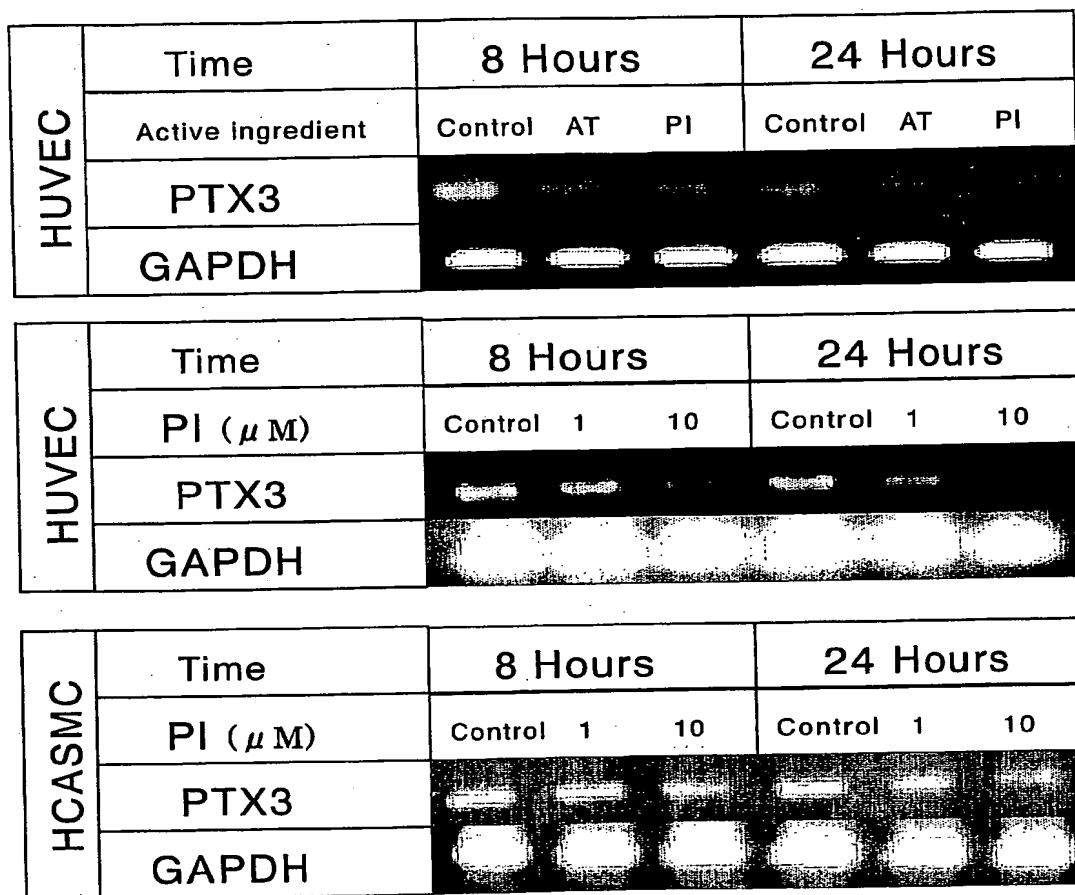 HUVEC
Time 8 Hours 24 Hours
Active ingredient Control AT PI Control AT PI
PTX3
GAPDH
HUVEC
Time 8 Hours 24 Hours
PI (μM) Control 1 10 Control 1 10
PTX3
GAPDH
HCASMC
Time 8 Hours 24 Hours
PI (μM) Control 1 10 Control 1 10
PTX3
GAPDH